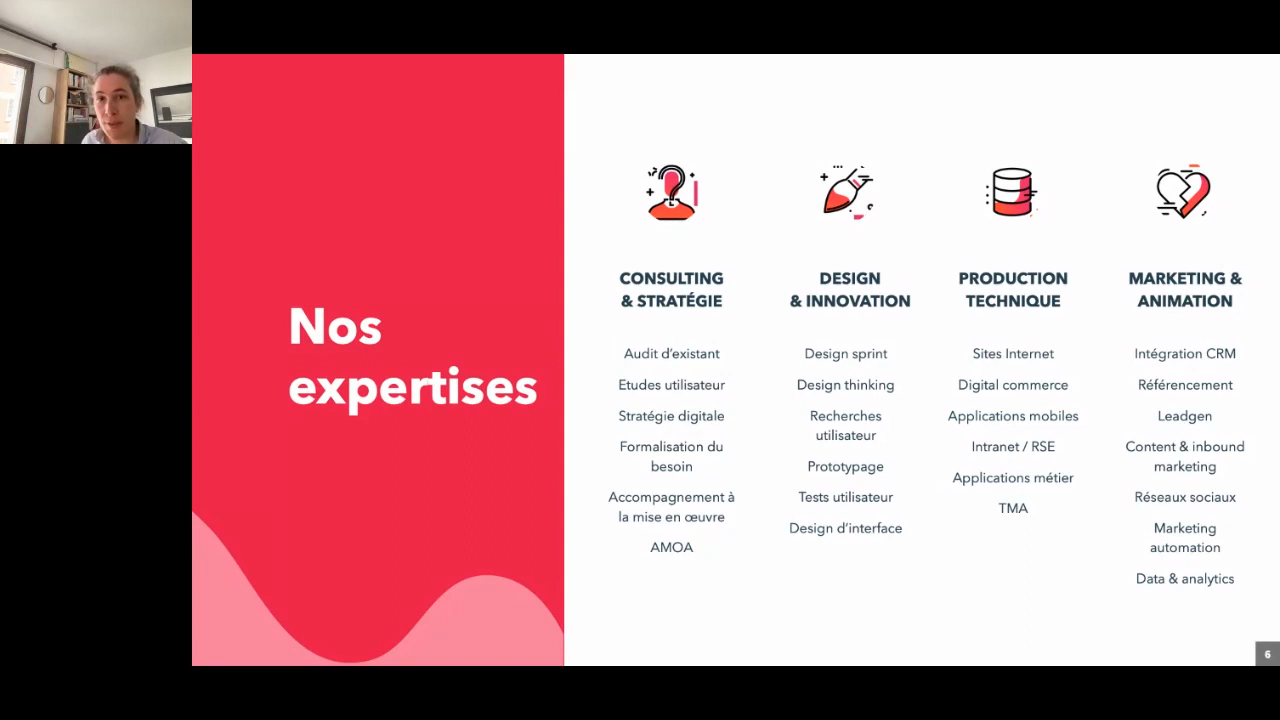 Nos
expertises
CONSULTING
& STRATÉGIE
Audit d'existant
Etudes utilisateur
Stratégie digitale
Formalisation du
besoin
Accompagnement à
la mise en œuvre
AMOA
DESIGN
& INNOVATION
Design sprint
Design thinking
Recherches
utilisateur
Prototypage
Tests utilisateur
Design d'interface
PRODUCTION
TECHNIQUE
Sites Internet
Digital commerce
Applications mobiles
Intranet / RSE
Applications métier
TMA
MARKETING &
ANIMATION
Intégration CRM
Référencement
Leadgen
Content & inbound
marketing
Réseaux sociaux
Marketing
automation
Data & analytics
6